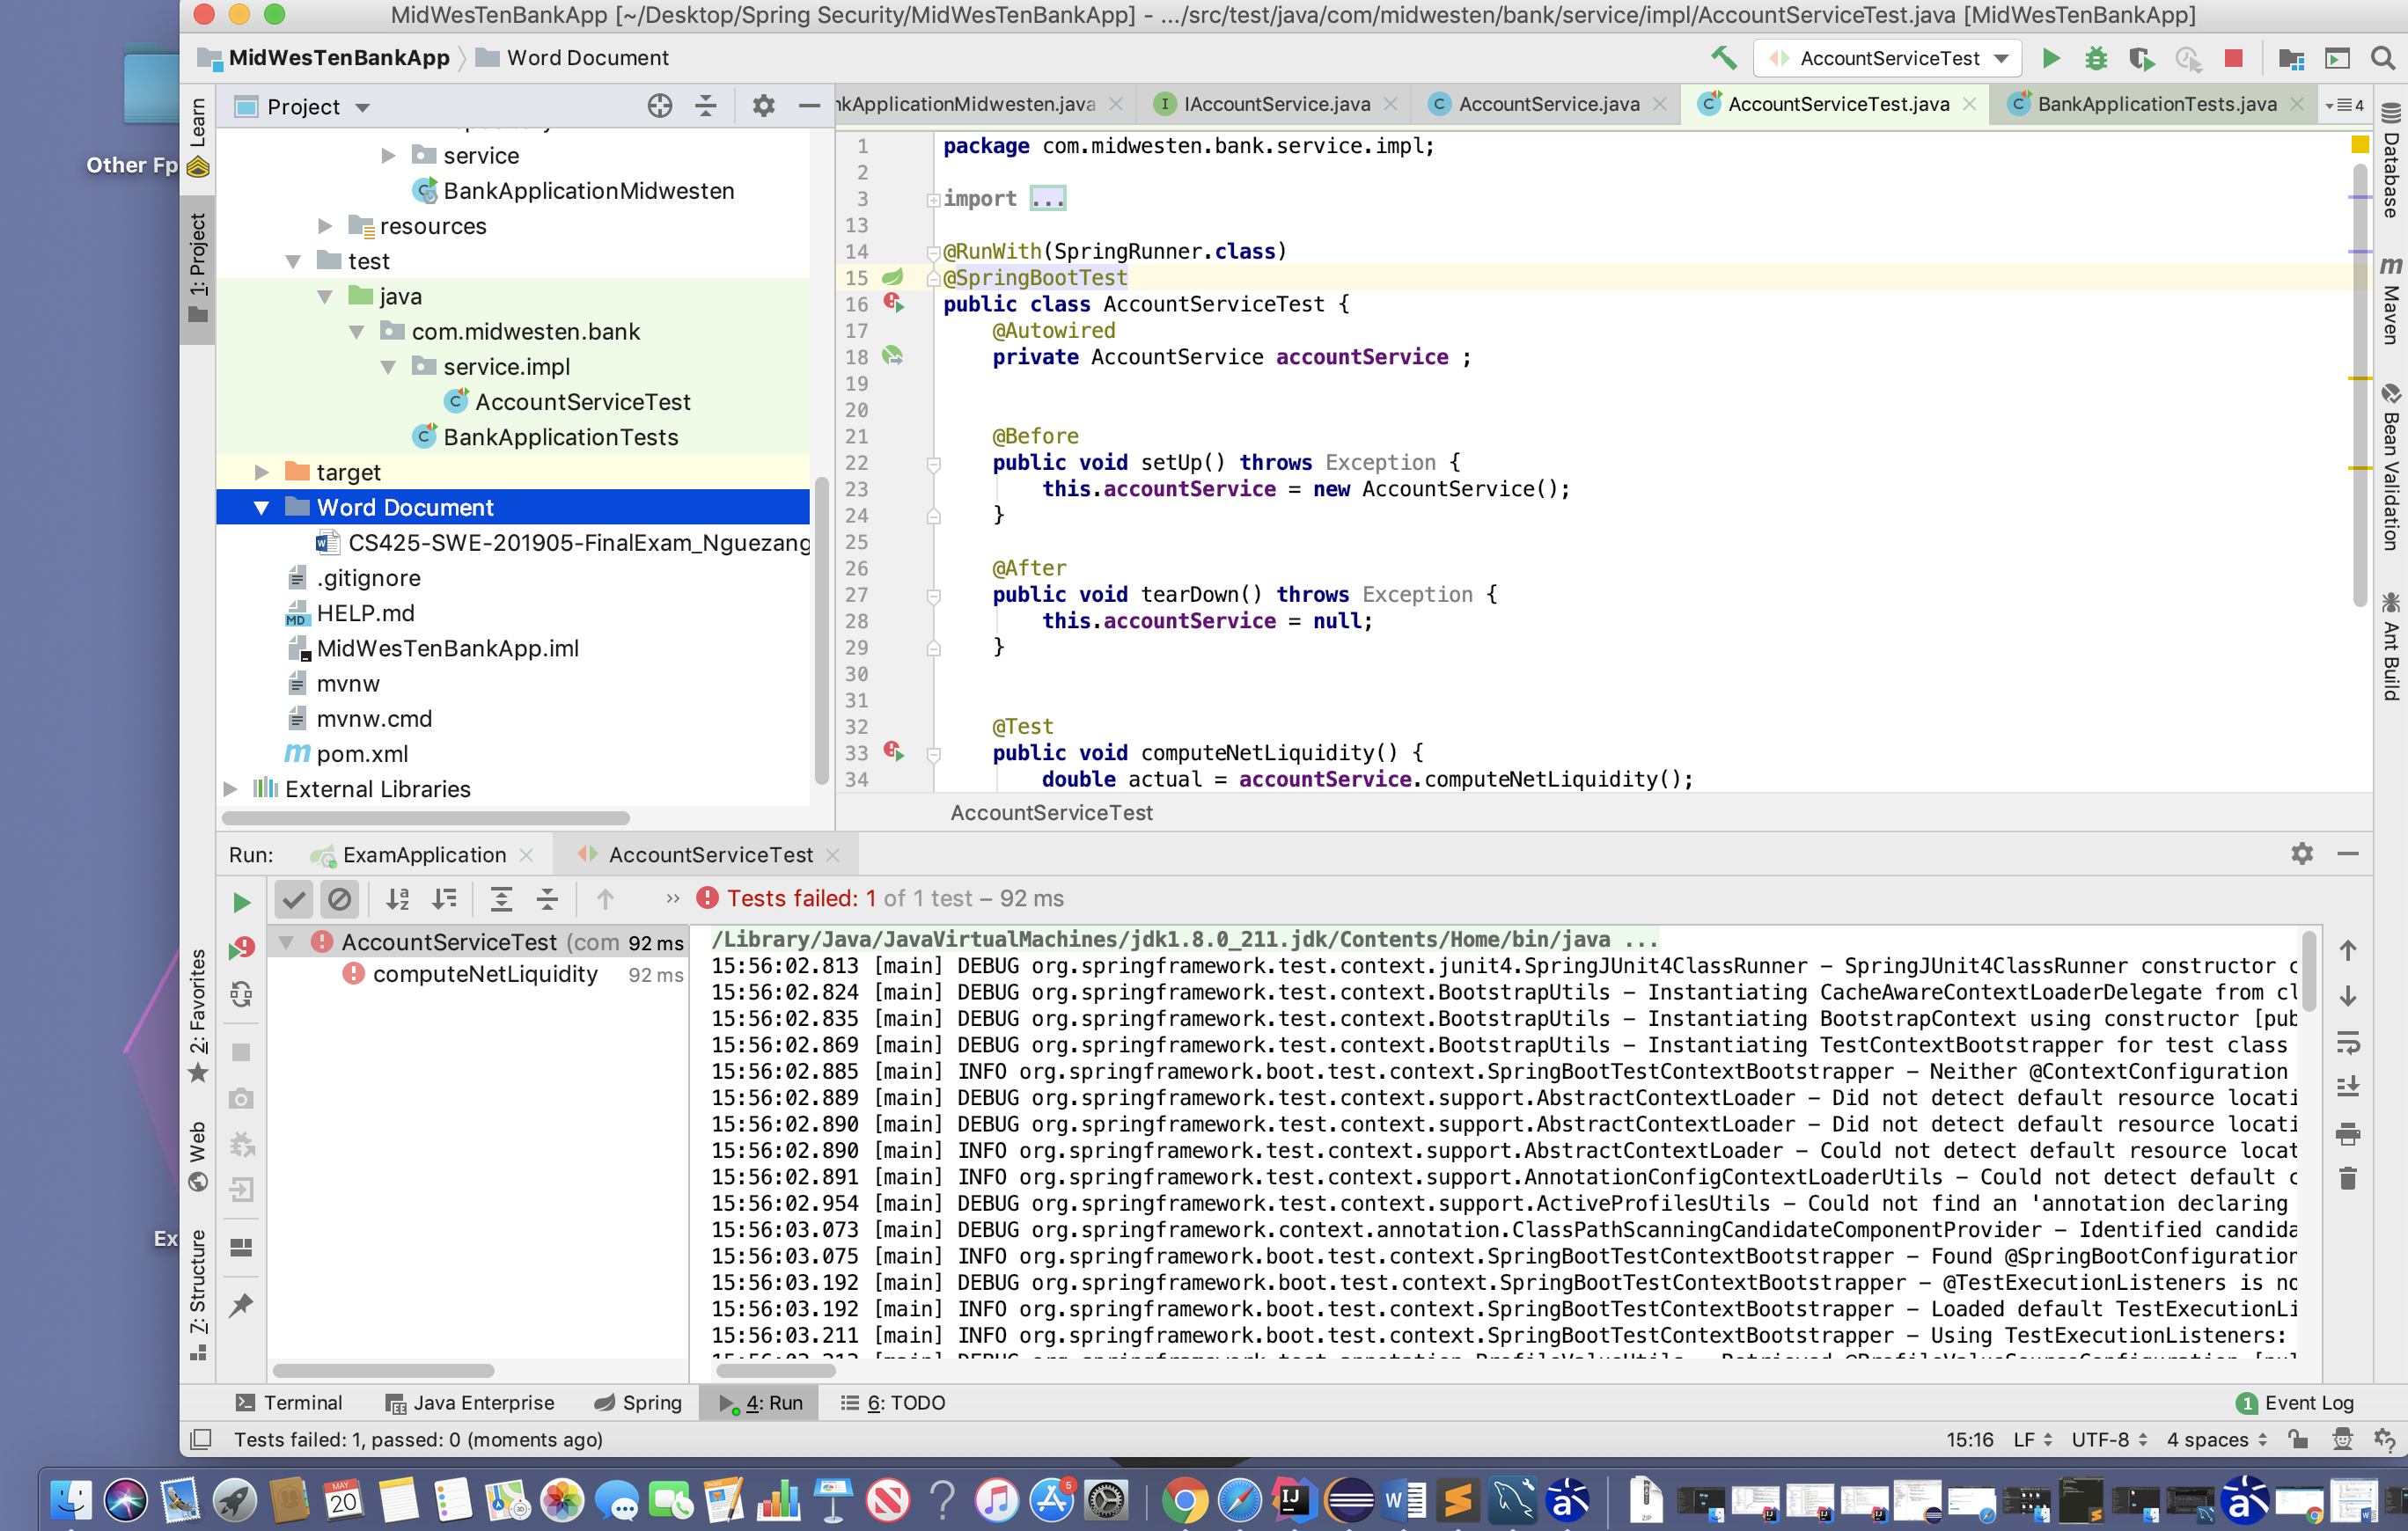 MidWesTenBankApp [~/Desktop/Spring Security/MidWesTenBankApp] - .../src/test/java/com/midwesten/bank/service/impl/AccountServiceTest.java [MidWesTenBankApp]
MidWesTenBankApp
Word Document
AccountServiceTest
Other Fp
Learn
1: Project
2: Favorites
Web
Z: Structure
Ex
Project
service
BankApplicationMidwesten
resources
test
java
com.midwesten.bank
service.impl
AccountServiceTest
BankApplicationTests
target
Word Document
CS425-SWE-201905-FinalExam_Nguezang
.gitignore
HELP.md
MidWesTenBankApp.iml
mvnw
mvnw.cmd
pom.xml
External Libraries
nkApplicationMidwesten.java
IAccountService.java
AccountService.java
AccountServiceTest.java
BankApplicationTests.java
4
1 package com.midwesten.bank.service.impl;
2
3 import ...
13
14 @RunWith(SpringRunner.class)
15 @SpringBootTest
16 public class AccountServiceTest {
17 @Autowired
18 private AccountService accountService ;
19
20
21 @Before
22 public void setUp() throws Exception {
23 this.accountService = new AccountService();
24 }
25
26 @After
27 public void tearDown() throws Exception {
28 this.accountService = null;
29 }
30
31
32 @Test
33 public void computeNetLiquidity() {
34 double actual = accountService.computeNetLiquidity();
AccountServiceTest
Database
Maven
Bean Validation
Ant Build
Run:
ExamApplication
AccountServiceTest
Tests failed: 1 of 1 test – 92 ms
AccountServiceTest (com 92 ms
computeNetLiquidity 92 ms
/Library/Java/JavaVirtualMachines/jdk1.8.0_211.jdk/Contents/Home/bin/java ...
15:56:02.813 [main] DEBUG org.springframework.test.context.junit4.SpringJUnit4ClassRunner – SpringJUnit4ClassRunner constructor c
15:56:02.824 [main] DEBUG org.springframework.test.context.BootstrapUtils – Instantiating CacheAwareContextLoaderDelegate from cl
15:56:02.835 [main] DEBUG org.springframework.test.context.BootstrapUtils – Instantiating BootstrapContext using constructor [pub
15:56:02.869 [main] DEBUG org.springframework.test.context.BootstrapUtils – Instantiating TestContextBootstrapper for test class
15:56:02.885 [main] INFO org.springframework.boot.test.context.SpringBootTestContextBootstrapper – Neither @ContextConfiguration
15:56:02.889 [main] DEBUG org.springframework.test.context.support.AbstractContextLoader – Did not detect default resource locati
15:56:02.890 [main] DEBUG org.springframework.test.context.support.AbstractContextLoader – Did not detect default resource locati
15:56:02.890 [main] INFO org.springframework.test.context.support.AbstractContextLoader – Could not detect default resource locat
15:56:02.891 [main] INFO org.springframework.test.context.support.AnnotationConfigContextLoaderUtils – Could not detect default c
15:56:02.954 [main] DEBUG org.springframework.test.context.support.ActiveProfilesUtils – Could not find an 'annotation declaring
15:56:03.073 [main] DEBUG org.springframework.context.annotation.ClassPathScanningCandidateComponentProvider – Identified candida
15:56:03.075 [main] INFO org.springframework.boot.test.context.SpringBootTestContextBootstrapper – Found @SpringBootConfiguration
15:56:03.192 [main] DEBUG org.springframework.boot.test.context.SpringBootTestContextBootstrapper – @TestExecutionListeners is no
15:56:03.192 [main] INFO org.springframework.boot.test.context.SpringBootTestContextBootstrapper – Loaded default TestExecutionLi
15:56:03.211 [main] INFO org.springframework.boot.test.context.SpringBootTestContextBootstrapper – Using TestExecutionListeners:
Terminal
Java Enterprise
Spring
4: Run
6: TODO
1 Event Log
Tests failed: 1, passed: 0 (moments ago)
15:16
LF
UTF-8
4 spaces
MAY
20
5